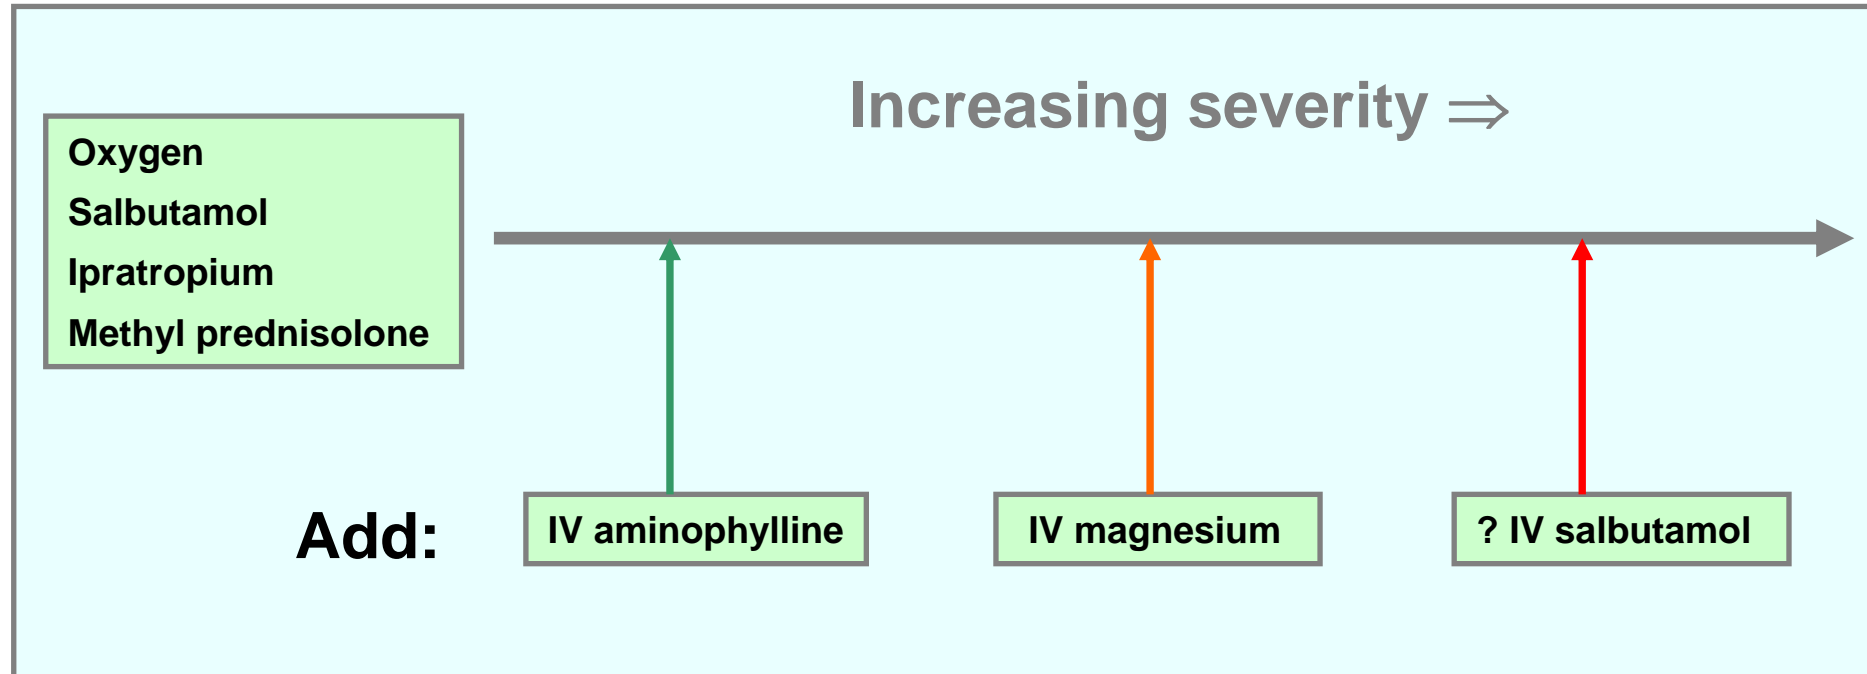 Increasing severity ⇒
Oxygen
Salbutamol
Ipratropium
Methyl prednisolone
Add:
IV aminophylline
IV magnesium
? IV salbutamol